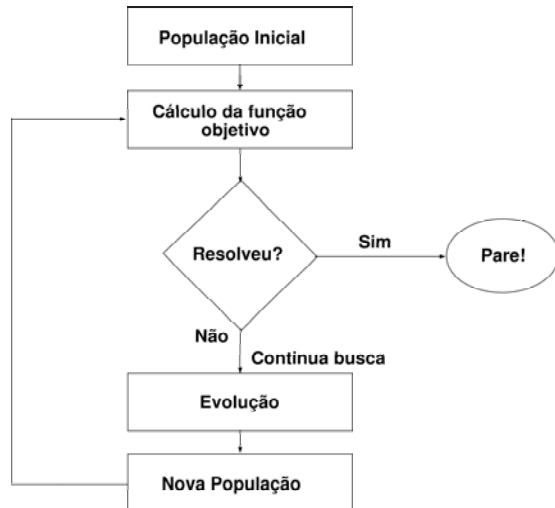 População Inicial
Cálculo da função
objetivo
Resolveu?
Sim
Pare!
Não
Continua busca
Evolução
Nova População